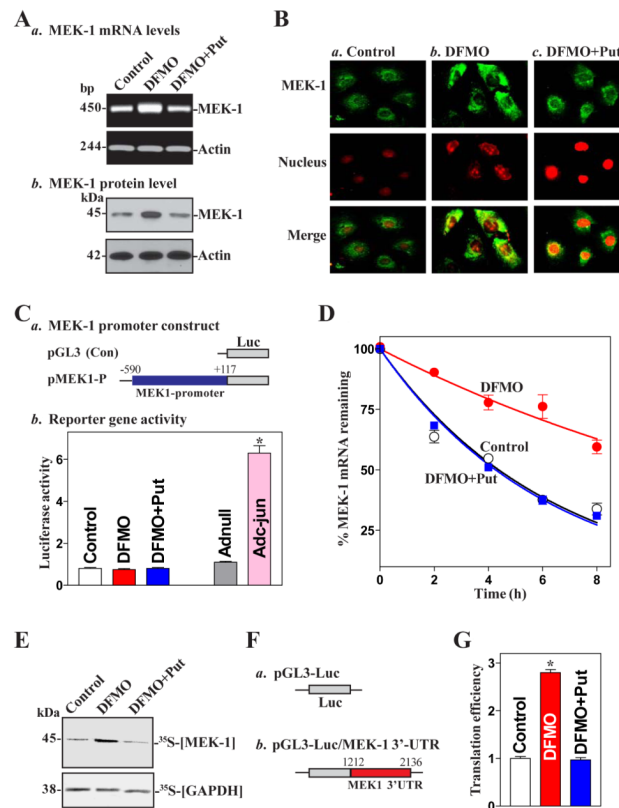 A
a. MEK-1 mRNA levels
Control DFMO DFMO+Put
bp
450- -MEK-1
244- -Actin
b. MEK-1 protein level
kDa
45- -MEK-1
42- -Actin
B
a. Control b. DFMO c. DFMO+Put
MEK-1
Nucleus
Merge
C
a. MEK-1 promoter construct
pGL3 (Con) Luc
-590 +117
pMEK1-P
MEK1-promoter
b. Reporter gene activity
Luciferase activity
8
6
4
2
0
Control
DFMO
DFMO+Put
Adnull
Adc-jun
*
D
% MEK-1 mRNA remaining
100
75
50
25
DFMO
Control
DFMO+Put
0 2 4 6 8
Time (h)
E
Control DFMO DFMO+Put
kDa
45- -35S-[MEK-1]
38- -35S-[GAPDH]
F
a. pGL3-Luc
Luc
b. pGL3-Luc/MEK-1 3'-UTR
1212 2136
MEK1 3'UTR
G
Translation efficiency
3
2
1
0
Control
DFMO
DFMO+Put
*